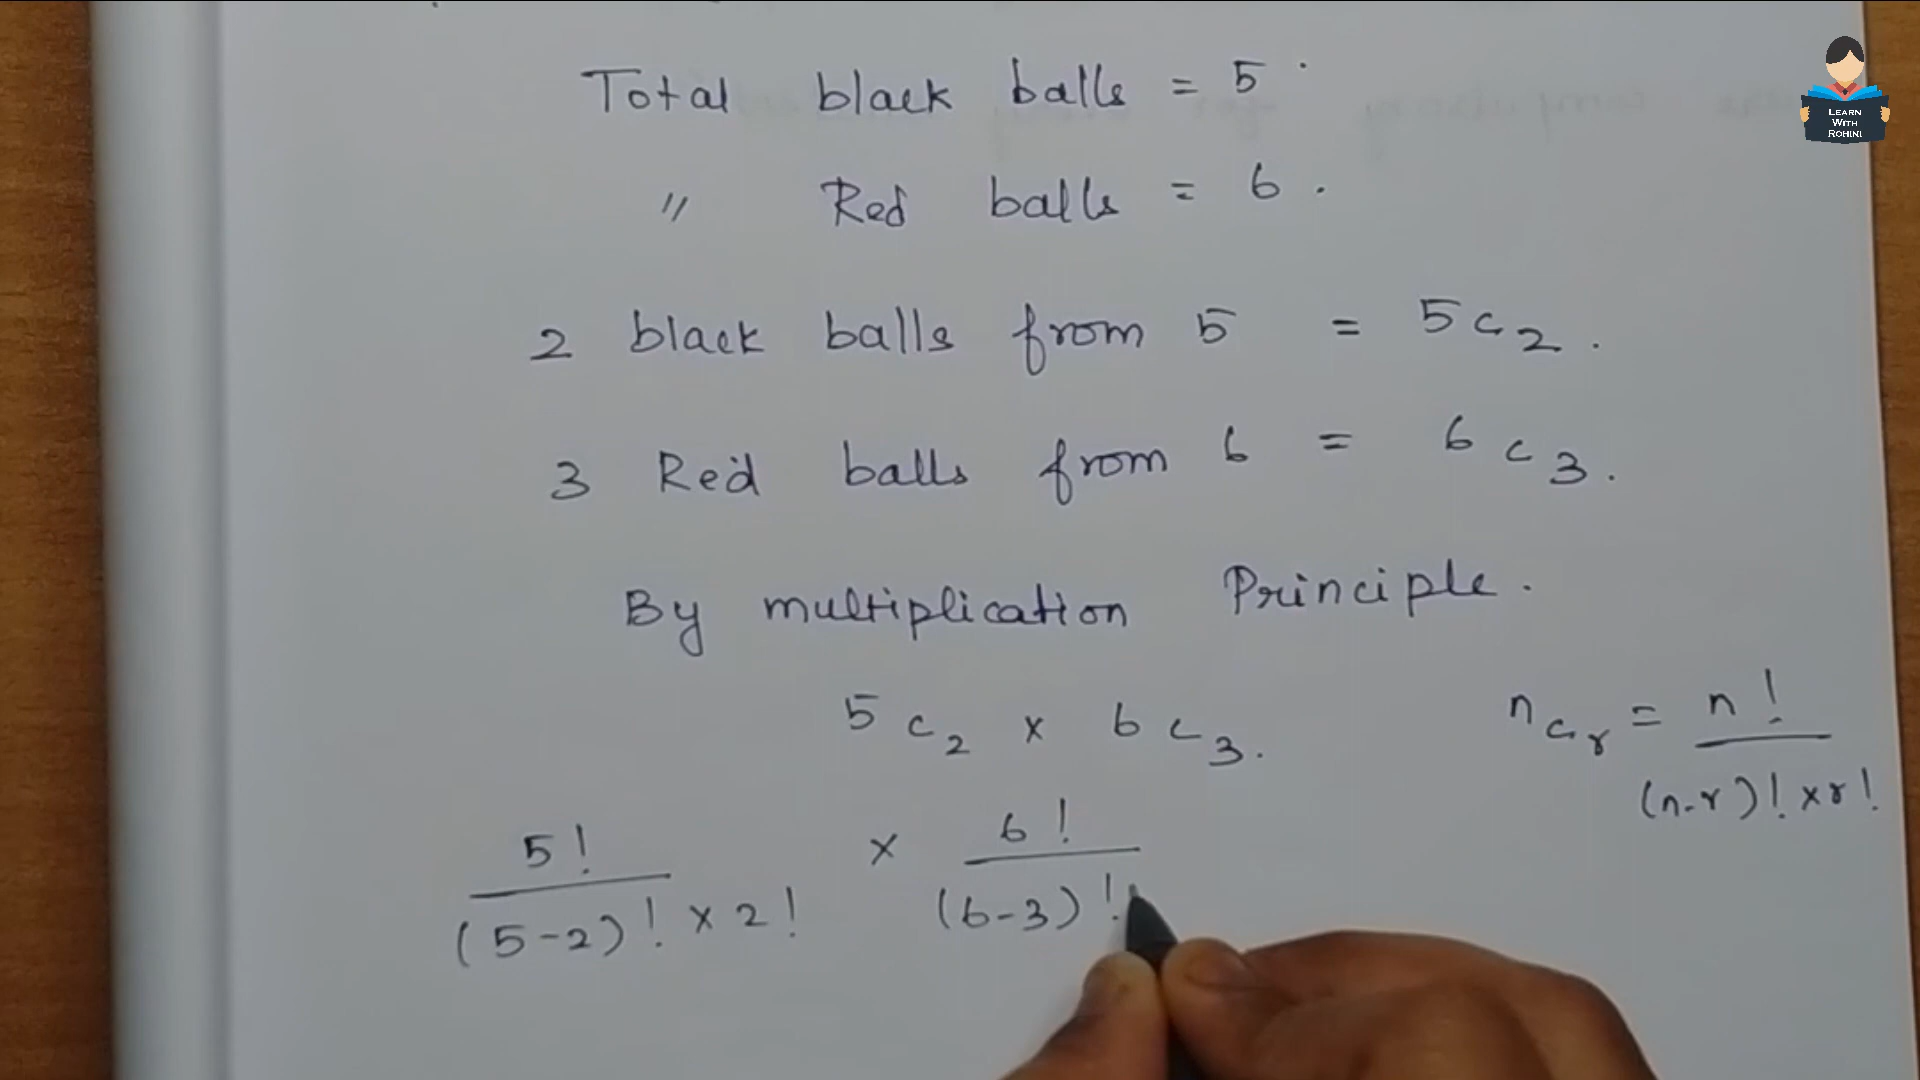 Total black balls = 5.
" Red balls = 6.
2 black balls from 5 = 5c₂.
3 Red balls from 6 = 6c₃.
By multiplication Principle.
5c₂ x 6c₃.
ncᵣ = n! / (n-r)! x r!
5! / (5-2)! x 2! x 6! / (6-3)!
LEARN
WITH
ROHINI